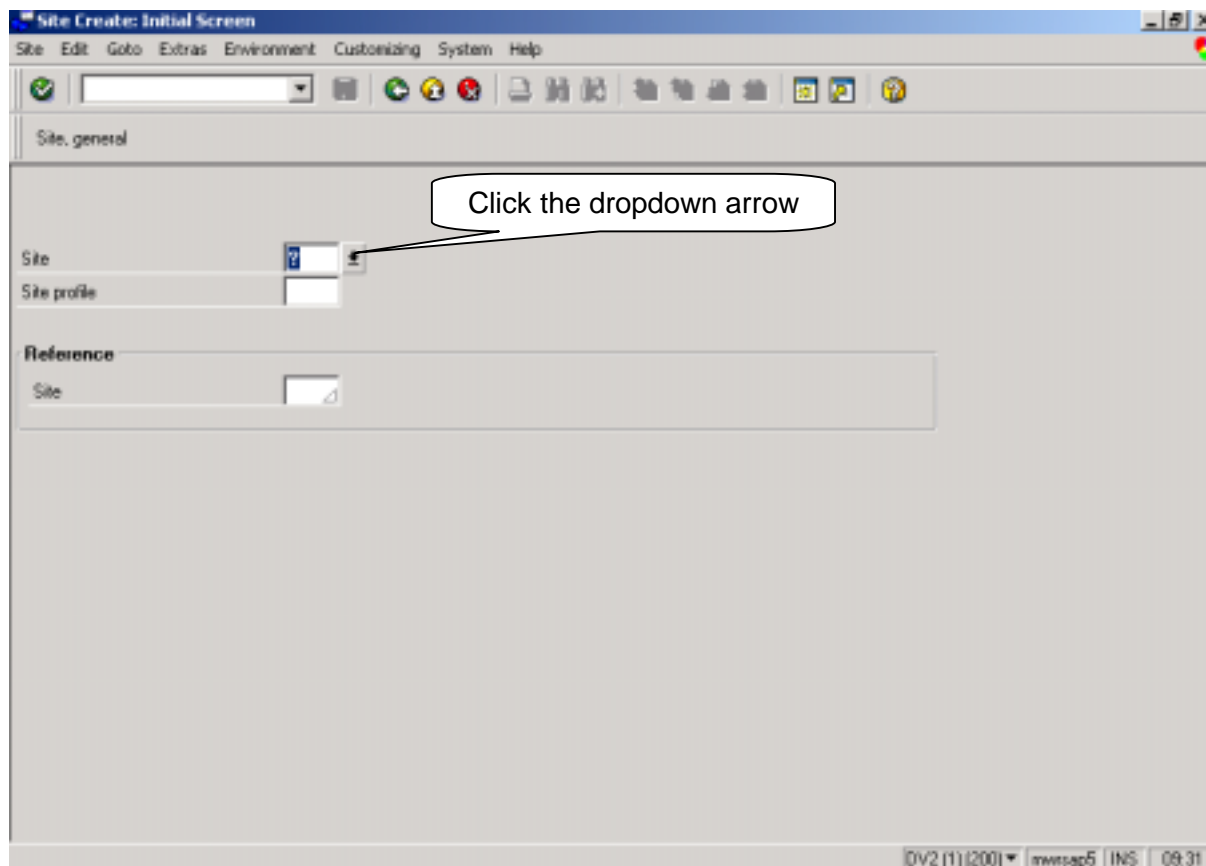 Site Create: Initial Screen
Site Edit Goto Extras Environment Customizing System Help
Site, general
Click the dropdown arrow
Site ?
Site profile
Reference
Site
DV2 (1) (200) INS 09:31